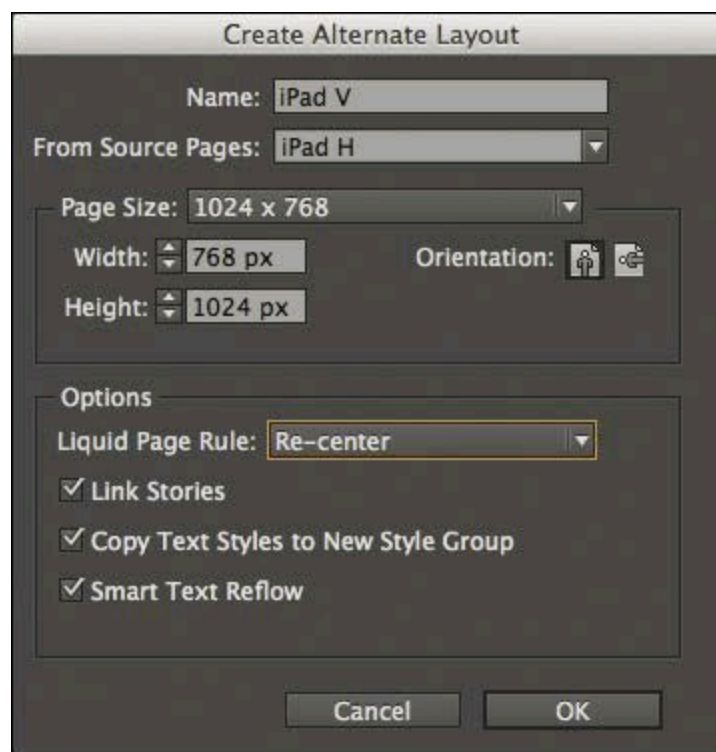 Create Alternate Layout
Name: iPad V
From Source Pages: iPad H
Page Size: 1024 x 768
Width: 768 px Orientation:
Height: 1024 px
Options
Liquid Page Rule: Re-center
Link Stories
Copy Text Styles to New Style Group
Smart Text Reflow
Cancel OK